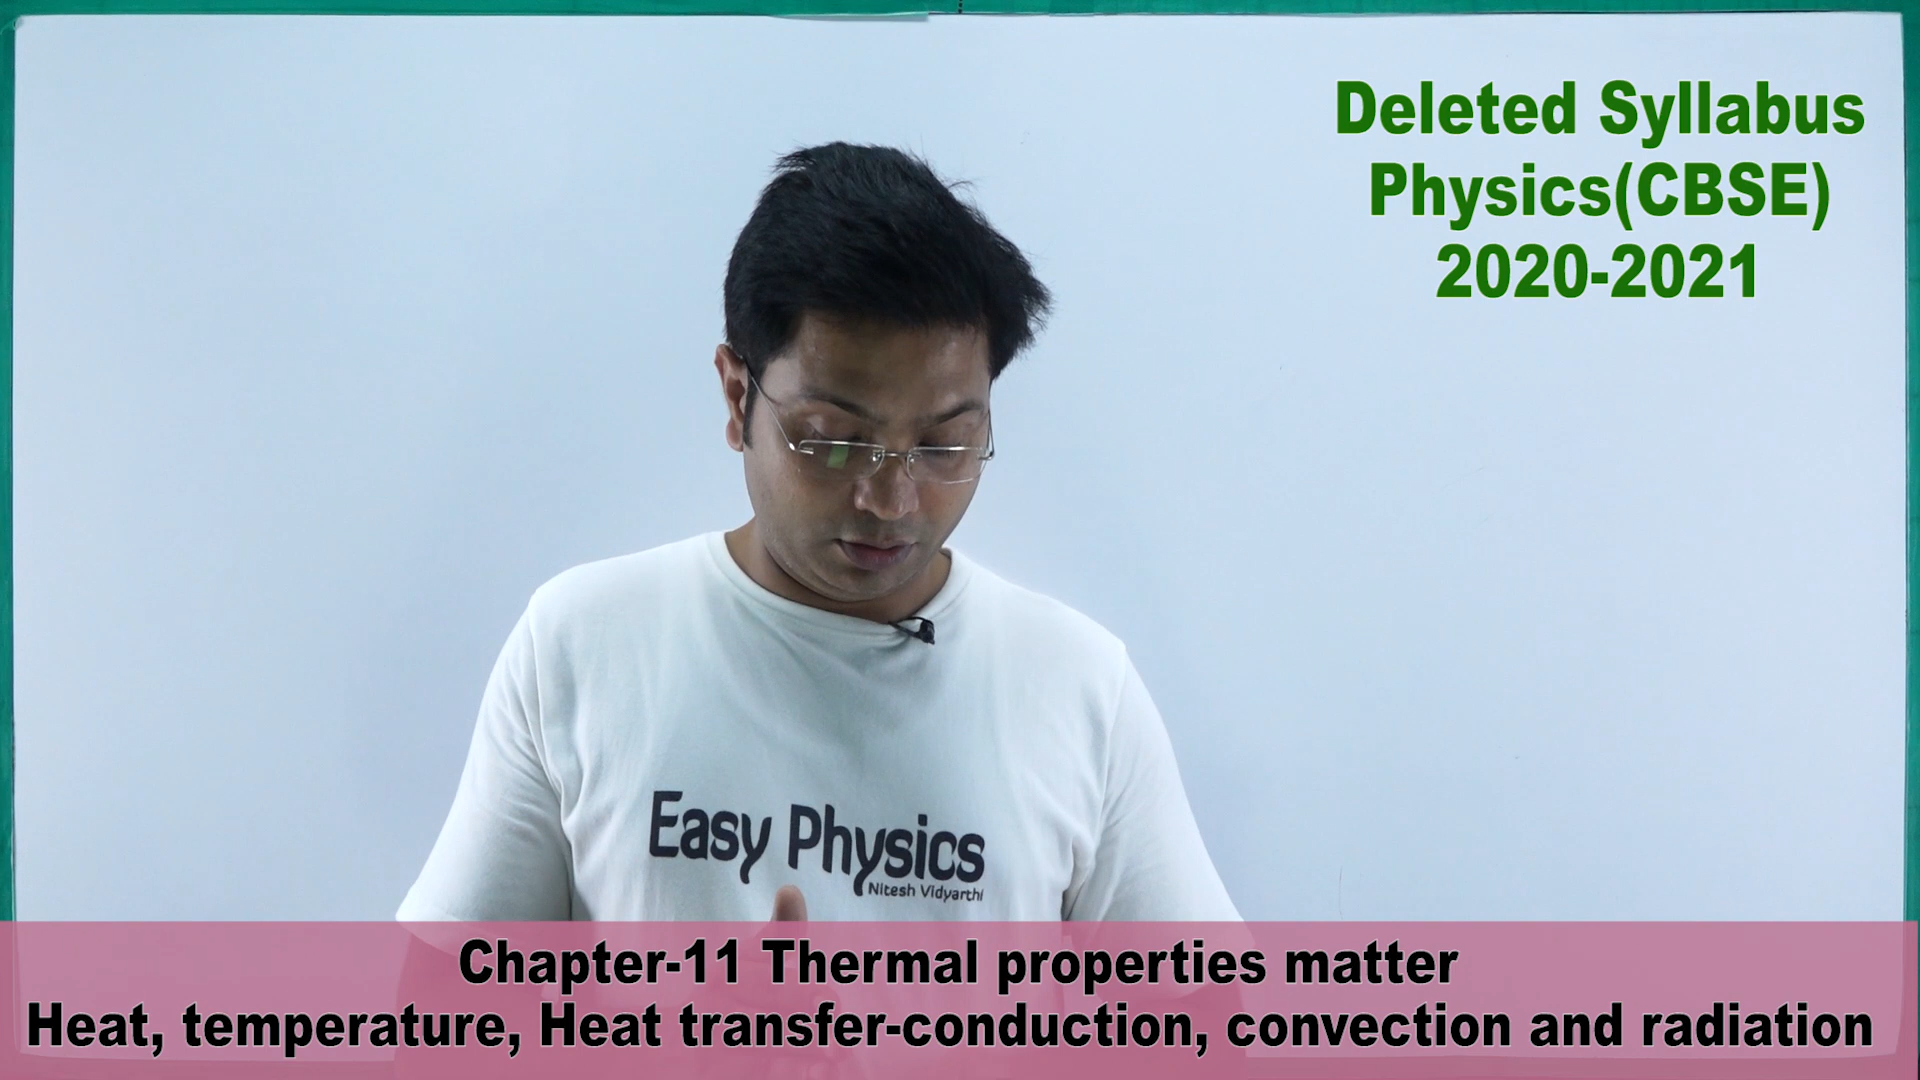 Deleted Syllabus
Physics(CBSE)
2020-2021
Easy Physics
Nitesh Vidyarthi
Chapter-11 Thermal properties matter
Heat, temperature, Heat transfer-conduction, convection and radiation